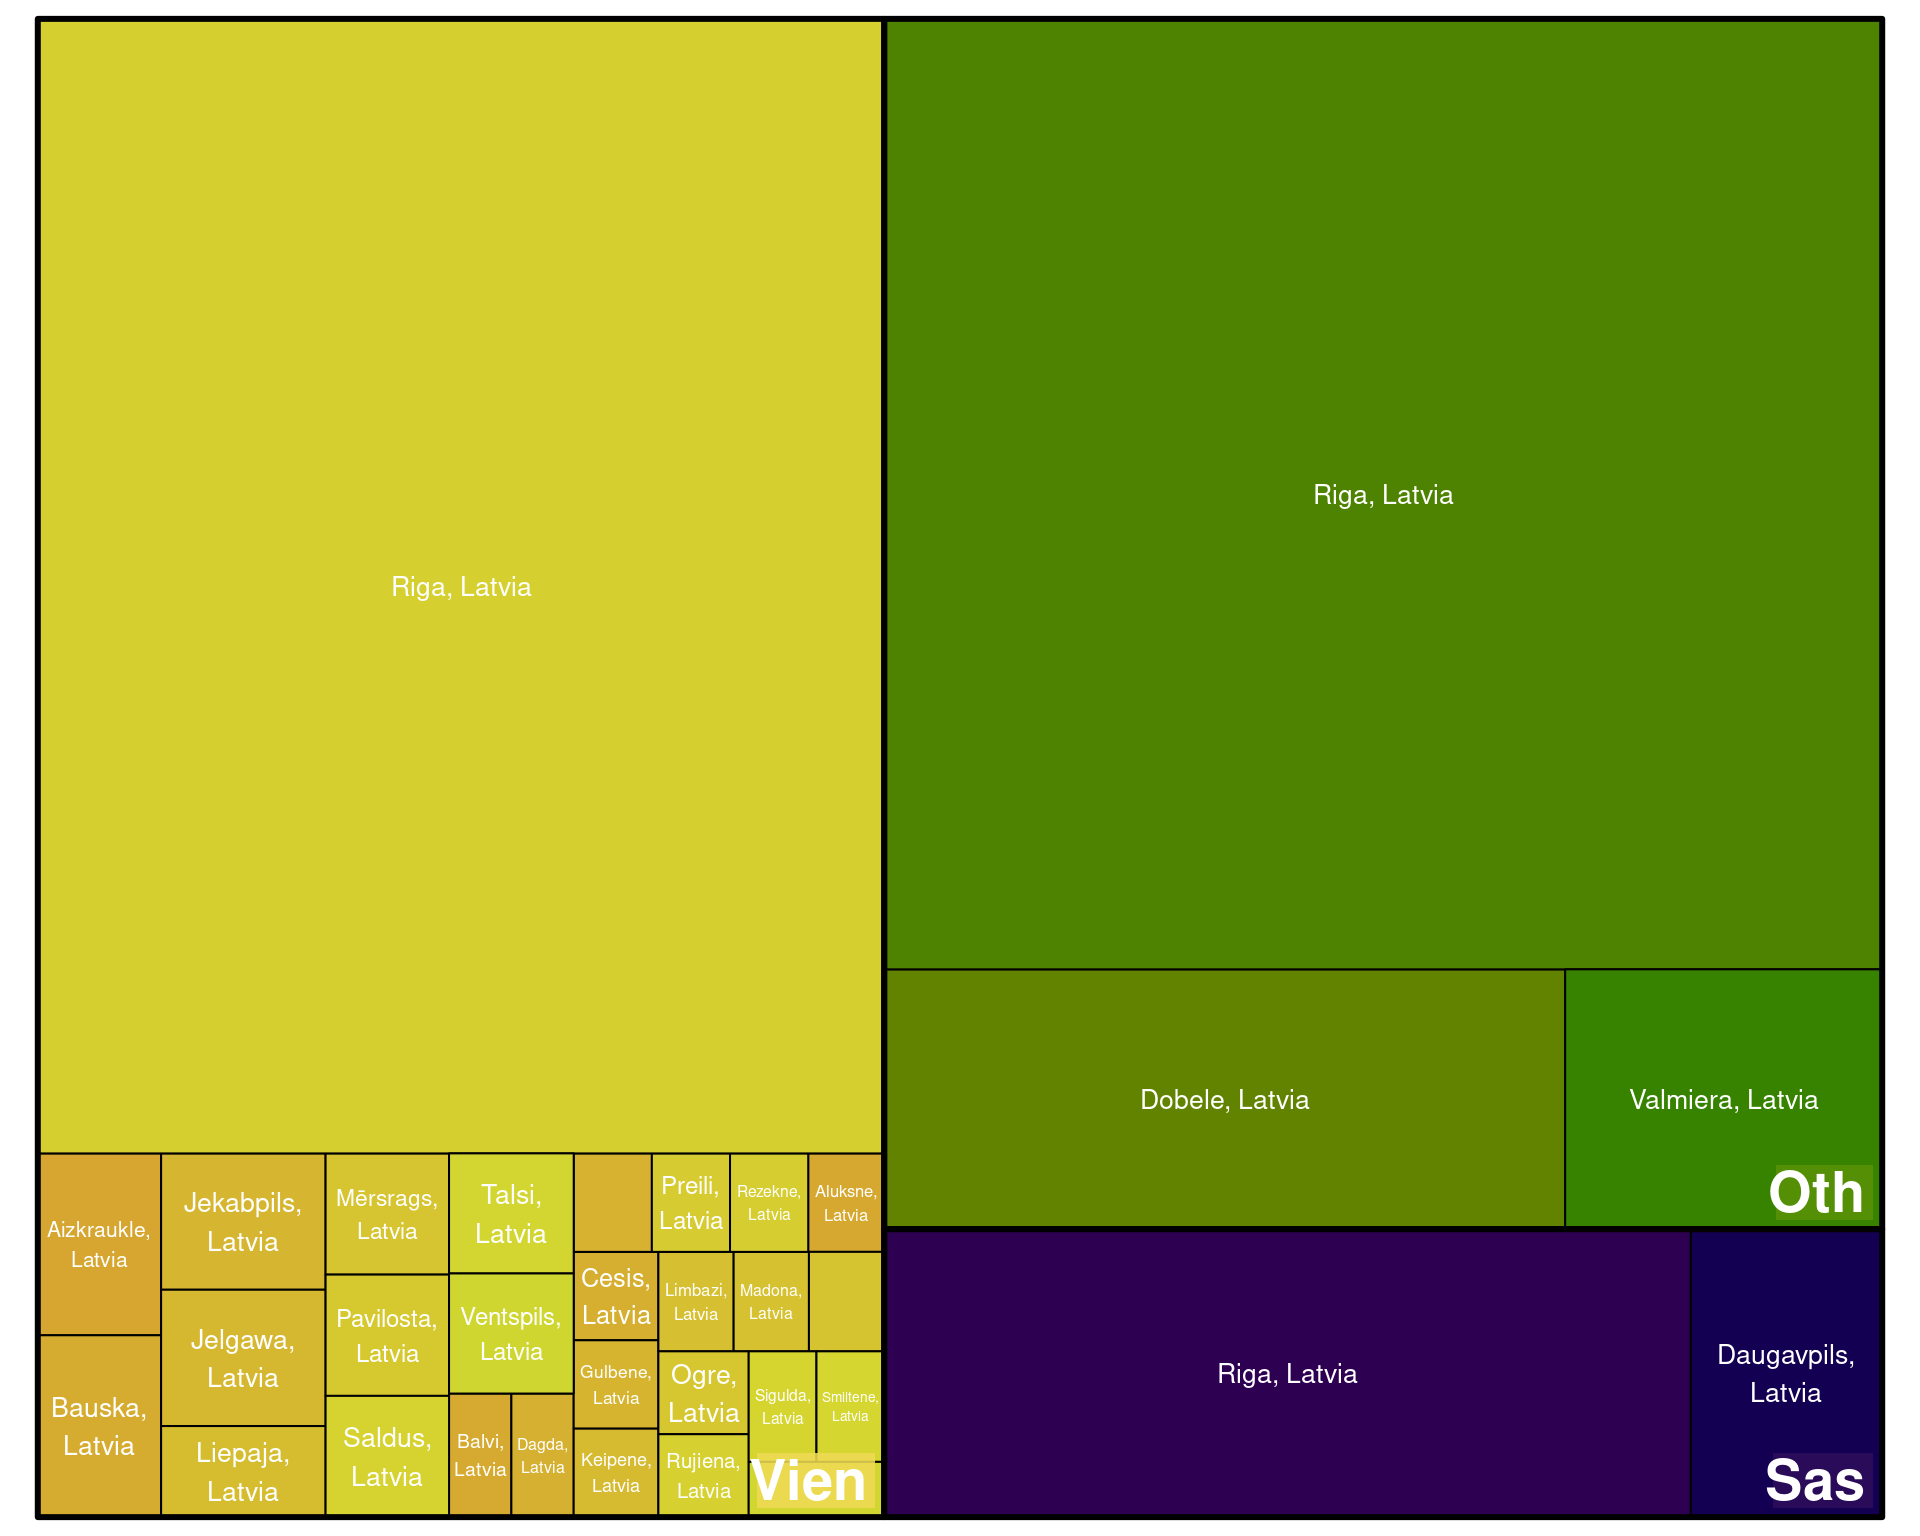 Riga, Latvia
Aizkraukle,
Latvia
Bauska,
Latvia
Jekabpils,
Latvia
Jelgawa,
Latvia
Liepaja,
Latvia
Mērsrags,
Latvia
Pavilosta,
Latvia
Saldus,
Latvia
Talsi,
Latvia
Ventspils,
Latvia
Balvi,
Latvia
Dagda,
Latvia
Preili,
Latvia
Rezekne,
Latvia
Aluksne,
Latvia
Cesis,
Latvia
Gulbene,
Latvia
Keipene,
Latvia
Limbazi,
Latvia
Madona,
Latvia
Ogre,
Latvia
Rujiena,
Latvia
Sigulda,
Latvia
Smiltene,
Latvia
Vien
Riga, Latvia
Dobele, Latvia
Valmiera, Latvia
Oth
Riga, Latvia
Daugavpils,
Latvia
Sas